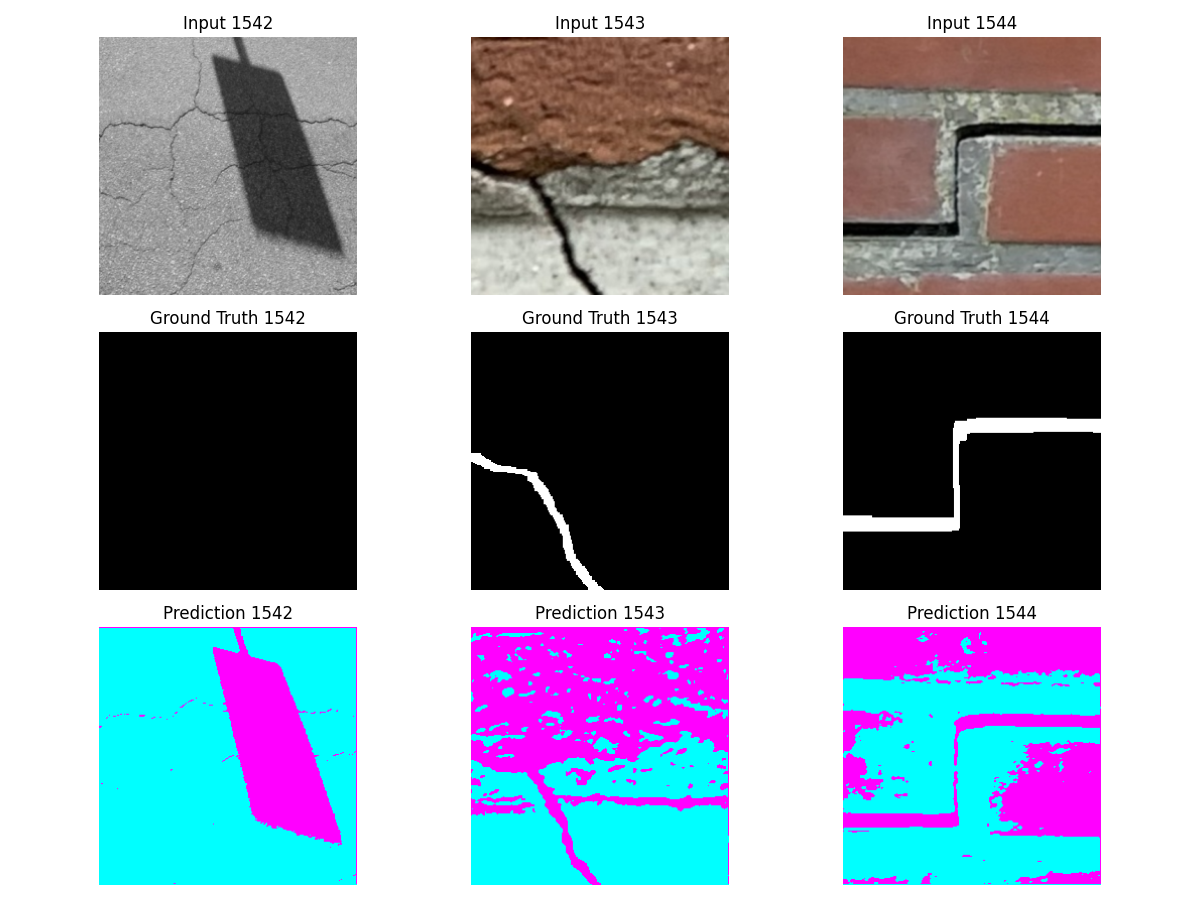 Input 1542
Input 1543
Input 1544
Ground Truth 1542
Ground Truth 1543
Ground Truth 1544
Prediction 1542
Prediction 1543
Prediction 1544